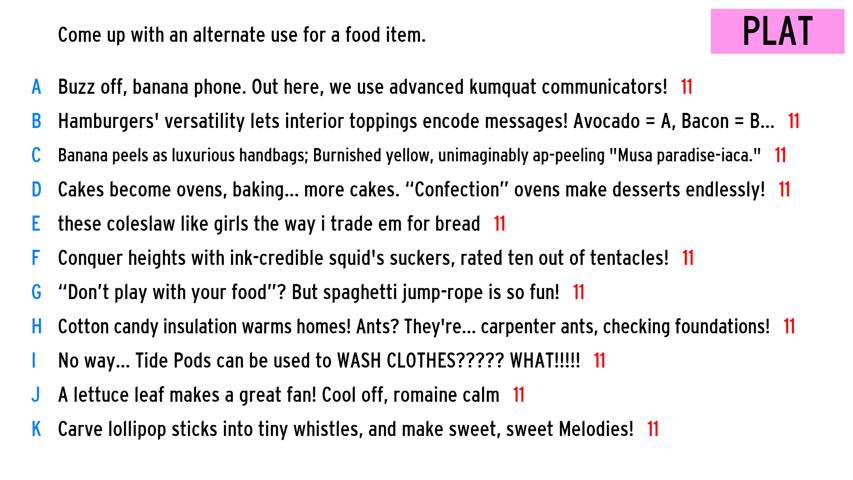 Come up with an alternate use for a food item.
PLAT
A Buzz off, banana phone. Out here, we use advanced kumquat communicators! 11
B Hamburgers' versatility lets interior toppings encode messages! Avocado = A, Bacon = B... 11
C Banana peels as luxurious handbags; Burnished yellow, unimaginably ap-peeling "Musa paradise-iaca." 11
D Cakes become ovens, baking... more cakes. “Confection” ovens make desserts endlessly! 11
E these coleslaw like girls the way i trade em for bread 11
F Conquer heights with ink-credible squid's suckers, rated ten out of tentacles! 11
G “Don’t play with your food”? But spaghetti jump-rope is so fun! 11
H Cotton candy insulation warms homes! Ants? They're... carpenter ants, checking foundations! 11
I No way... Tide Pods can be used to WASH CLOTHES????? WHAT!!!!! 11
J A lettuce leaf makes a great fan! Cool off, romaine calm 11
K Carve lollipop sticks into tiny whistles, and make sweet, sweet Melodies! 11